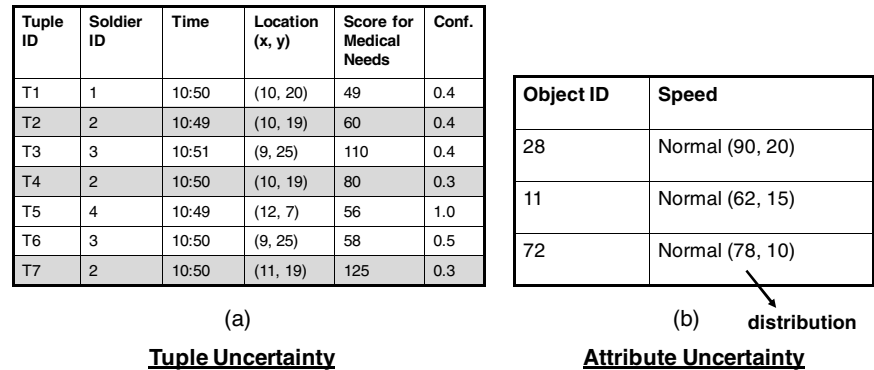 Tuple ID Soldier ID Time Location (x, y) Score for Medical Needs Conf.
T1 1 10:50 (10, 20) 49 0.4
T2 2 10:49 (10, 19) 60 0.4
T3 3 10:51 (9, 25) 110 0.4
T4 2 10:50 (10, 19) 80 0.3
T5 4 10:49 (12, 7) 56 1.0
T6 3 10:50 (9, 25) 58 0.5
T7 2 10:50 (11, 19) 125 0.3
(a)
Tuple Uncertainty
Object ID Speed
28 Normal (90, 20)
11 Normal (62, 15)
72 Normal (78, 10)
distribution
(b)
Attribute Uncertainty